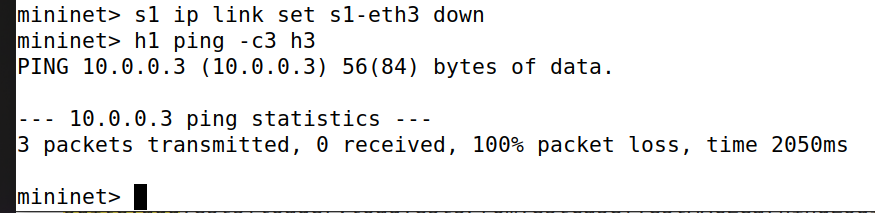 mininet> s1 ip link set s1-eth3 down
mininet> h1 ping -c3 h3
PING 10.0.0.3 (10.0.0.3) 56(84) bytes of data.
--- 10.0.0.3 ping statistics ---
3 packets transmitted, 0 received, 100% packet loss, time 2050ms
mininet>